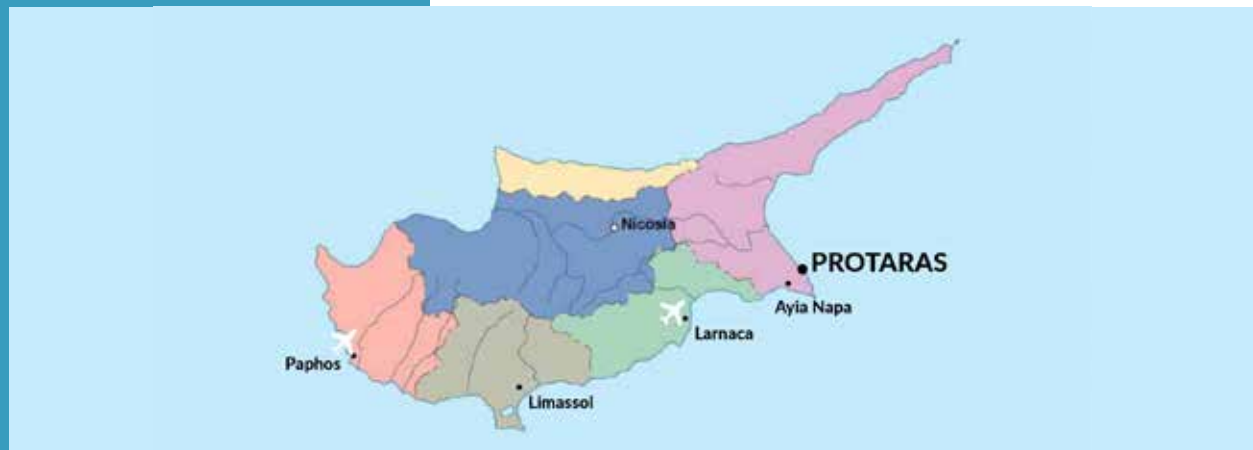 Nicosia
PROTARAS
Ayia Napa
Larnaca
Paphos
Limassol